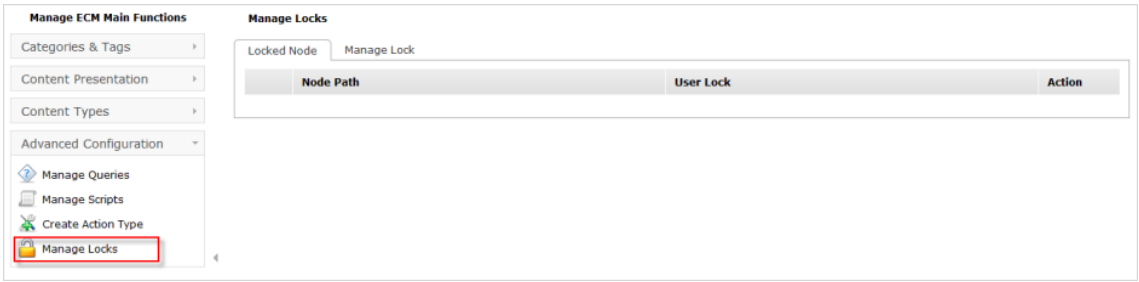 Manage ECM Main Functions
Categories & Tags
Content Presentation
Content Types
Advanced Configuration
Manage Queries
Manage Scripts
Create Action Type
Manage Locks
Manage Locks
Locked Node Manage Lock
Node Path User Lock Action